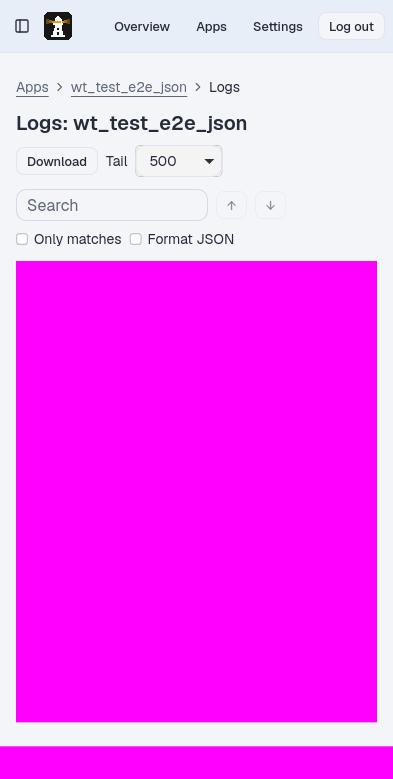 Overview Apps Settings Log out
Apps > wt_test_e2e_json > Logs
Logs: wt_test_e2e_json
Download Tail 500
Search ↑ ↓
Only matches Format JSON